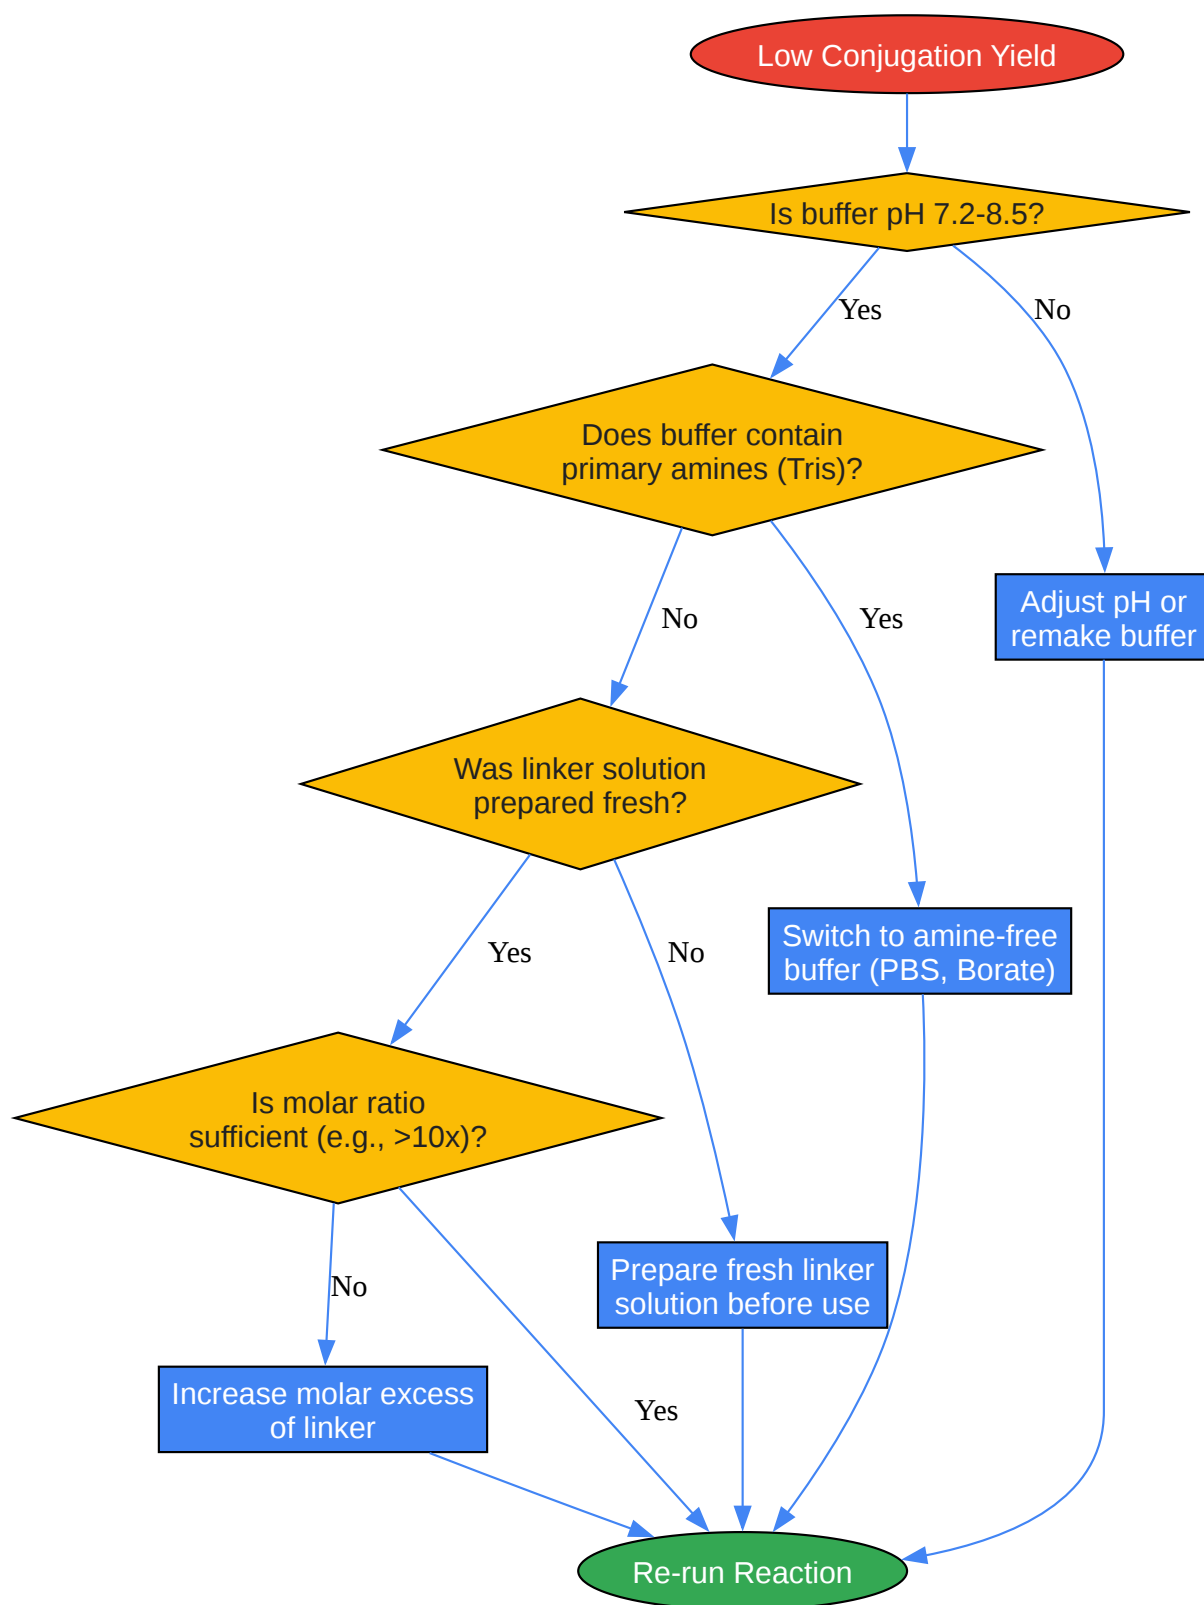 Low Conjugation Yield
Is buffer pH 7.2-8.5?
Yes
No
Does buffer contain
primary amines (Tris)?
No
Yes
Adjust pH or
remake buffer
Was linker solution
prepared fresh?
Yes
No
Switch to amine-free
buffer (PBS, Borate)
Is molar ratio
sufficient (e.g., >10x)?
No
Yes
Prepare fresh linker
solution before use
Increase molar excess
of linker
Re-run Reaction